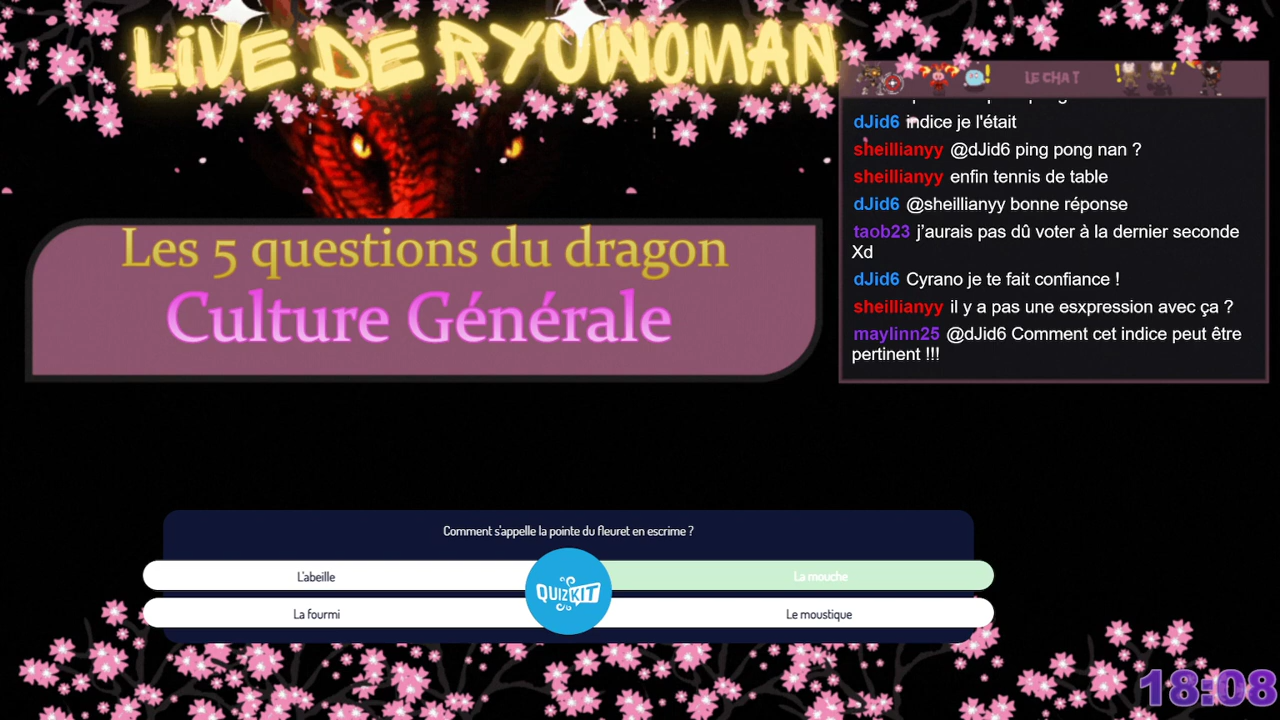 LIVE DE RYUWOMAN
LE CHAT
dJid6 indice je l'était
sheillianyy @dJid6 ping pong nan ?
sheillianyy enfin tennis de table
dJid6 @sheillianyy bonne réponse
taob23 j'aurais pas dû voter à la dernier seconde
Xd
dJid6 Cyrano je te fait confiance !
sheillianyy il y a pas une esxpression avec ça ?
maylinn25 @dJid6 Comment cet indice peut être
pertinent !!!
Les 5 questions du dragon
Culture Générale
Comment s'appelle la pointe du fleuret en escrime ?
L'abeille
La mouche
QUIZKIT
La fourmi
Le moustique
18:08